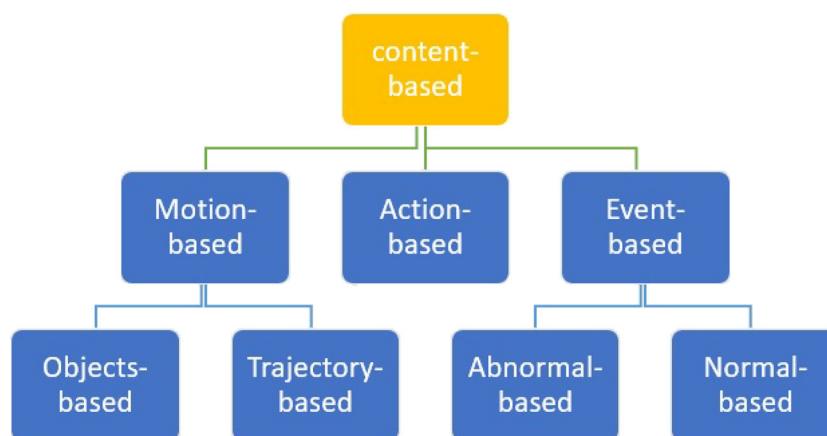 content-
based
Motion-
based
Action-
based
Event-
based
Objects-
based
Trajectory-
based
Abnormal-
based
Normal-
based